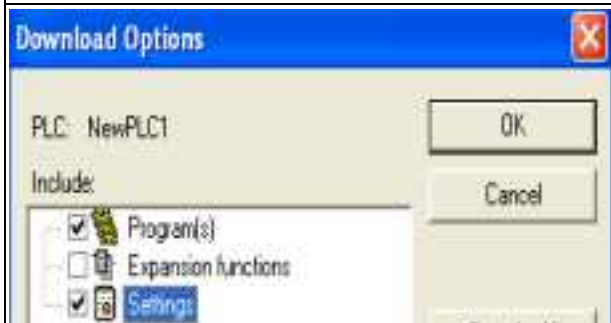 Download Options
PLC: NewPLC1
OK
Include:
Cancel
Program(s)
Expansion functions
Settings